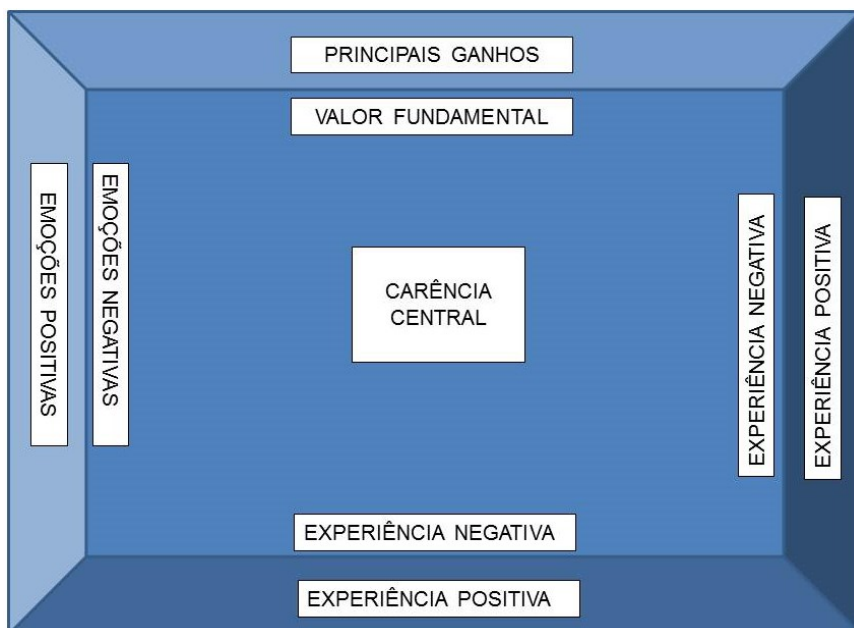 PRINCIPAIS GANHOS
VALOR FUNDAMENTAL
EMOÇÕES POSITIVAS
EMOÇÕES NEGATIVAS
CARÊNCIA
CENTRAL
EXPERIÊNCIA NEGATIVA
EXPERIÊNCIA POSITIVA
EXPERIÊNCIA NEGATIVA
EXPERIÊNCIA POSITIVA